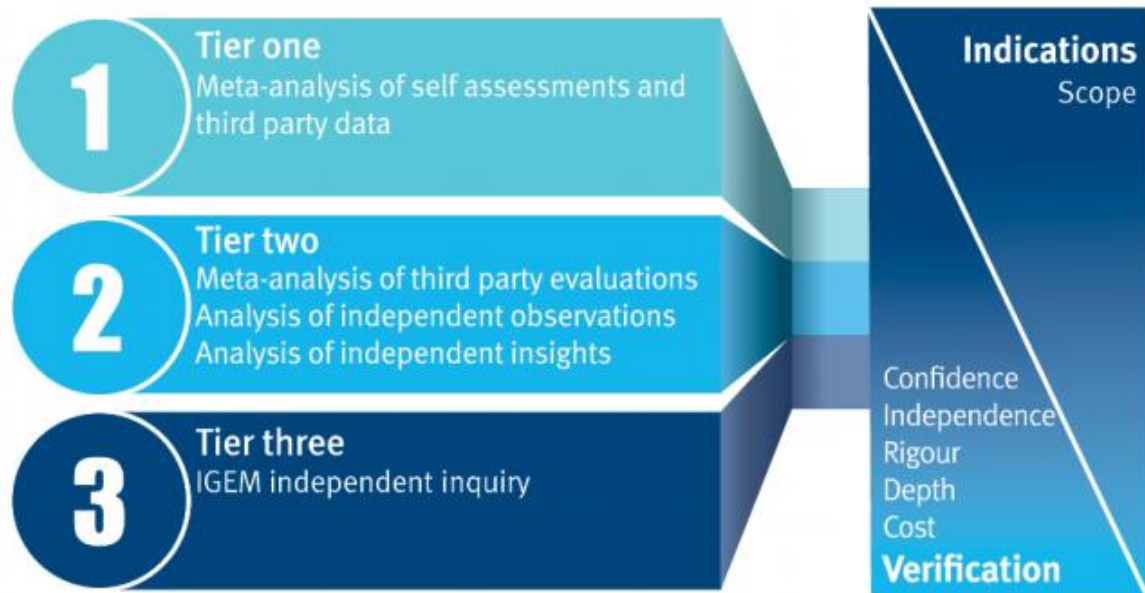 1
Tier one
Meta-analysis of self assessments and
third party data
2
Tier two
Meta-analysis of third party evaluations
Analysis of independent observations
Analysis of independent insights
3
Tier three
IGEM independent inquiry
Indications
Scope
Confidence
Independence
Rigour
Depth
Cost
Verification